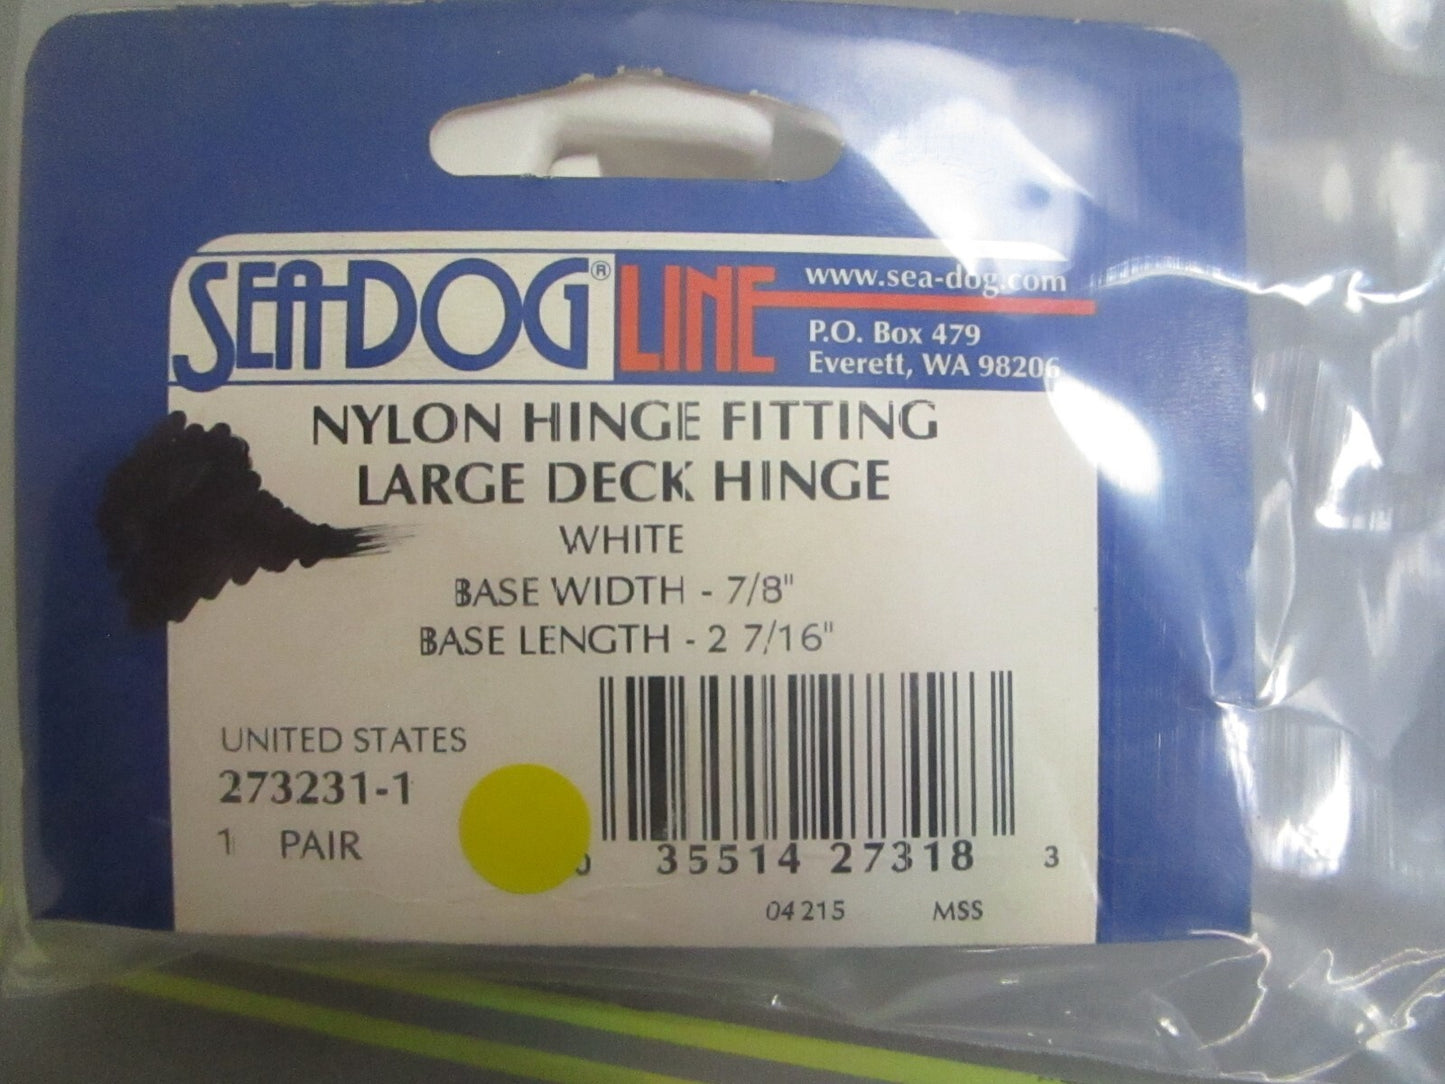 SEA-DOG® LINE
www.sea-dog.com
P.O. Box 479
Everett, WA 98206
NYLON HINGE FITTING
LARGE DECK HINGE
WHITE
BASE WIDTH - 7/8"
BASE LENGTH - 2 7/16"
UNITED STATES
273231-1
1 PAIR
0 35514 27318 3
04215 MSS